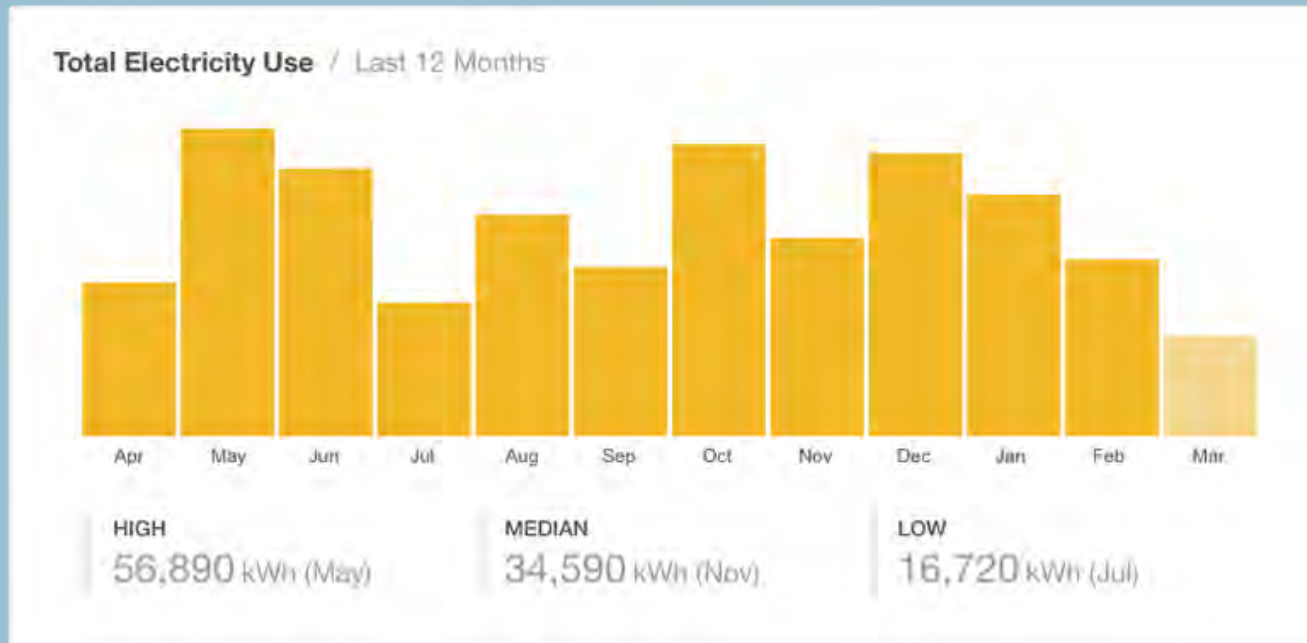 Total Electricity Use / Last 12 Months
Apr May Jun Jul Aug Sep Oct Nov Dec Jan Feb Mar
HIGH MEDIAN LOW
56,890 kWh (May) 34,590 kWh (Nov) 16,720 kWh (Jul)